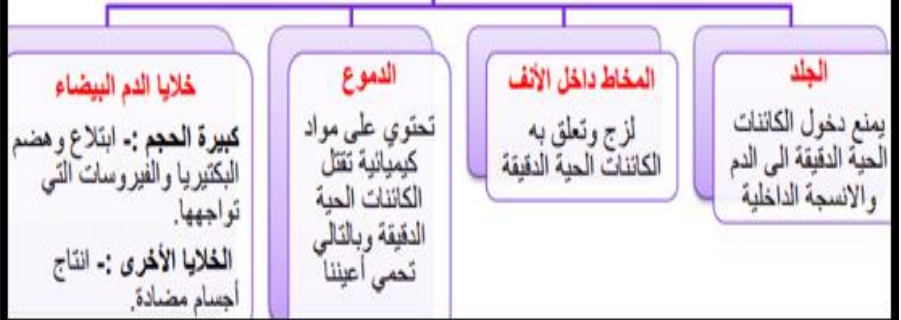 الجلد
يمنع دخول الكائنات
الحية الدقيقة الى الدم
والانسجة الداخلية
المخاط داخل الأنف
لزج وتعلق به
الكائنات الحية الدقيقة
الدموع
تحتوي على مواد
كيميائية تقتل
الكائنات الحية
الدقيقة وبالتالي
تحمي أعيننا
خلايا الدم البيضاء
كبيرة الحجم :- ابتلاع وهضم
البكتيريا والفيروسات التي
تواجهها.
الخلايا الأخرى :- انتاج
أجسام مضادة.